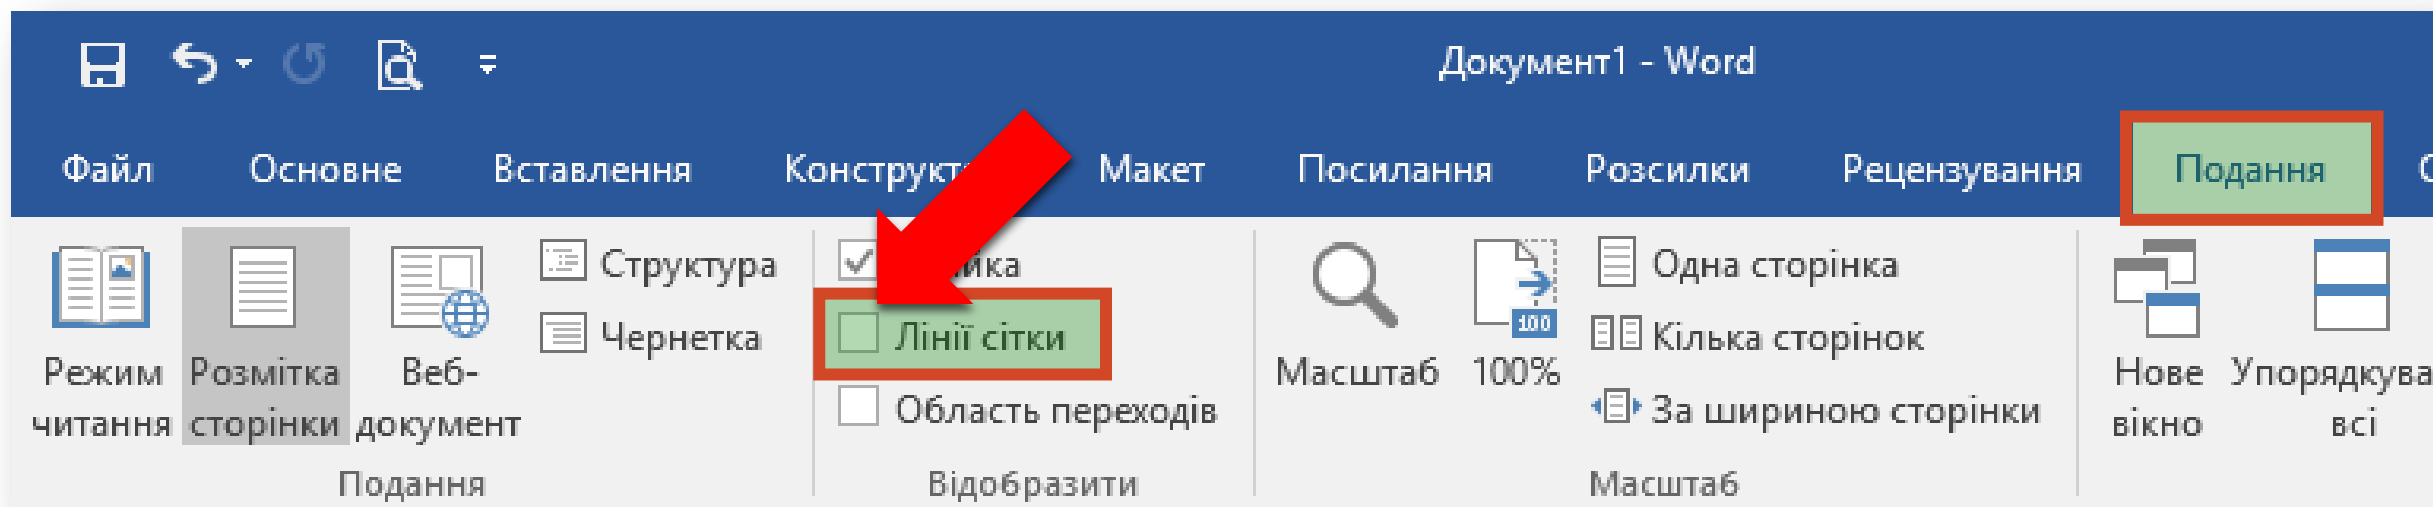 Документ1 - Word
Файл Основне Вставлення Макет Посилання Розсилки Рецензування Подання
Режим читання
Розмітка сторінки
Веб-документ
Структура
Чернетка
Подання
Лінії сітки
Область переходів
Відобразити
Масштаб
100
100%
Одна сторінка
Кілька сторінок
За шириною сторінки
Масштаб
Нове вікно
всі